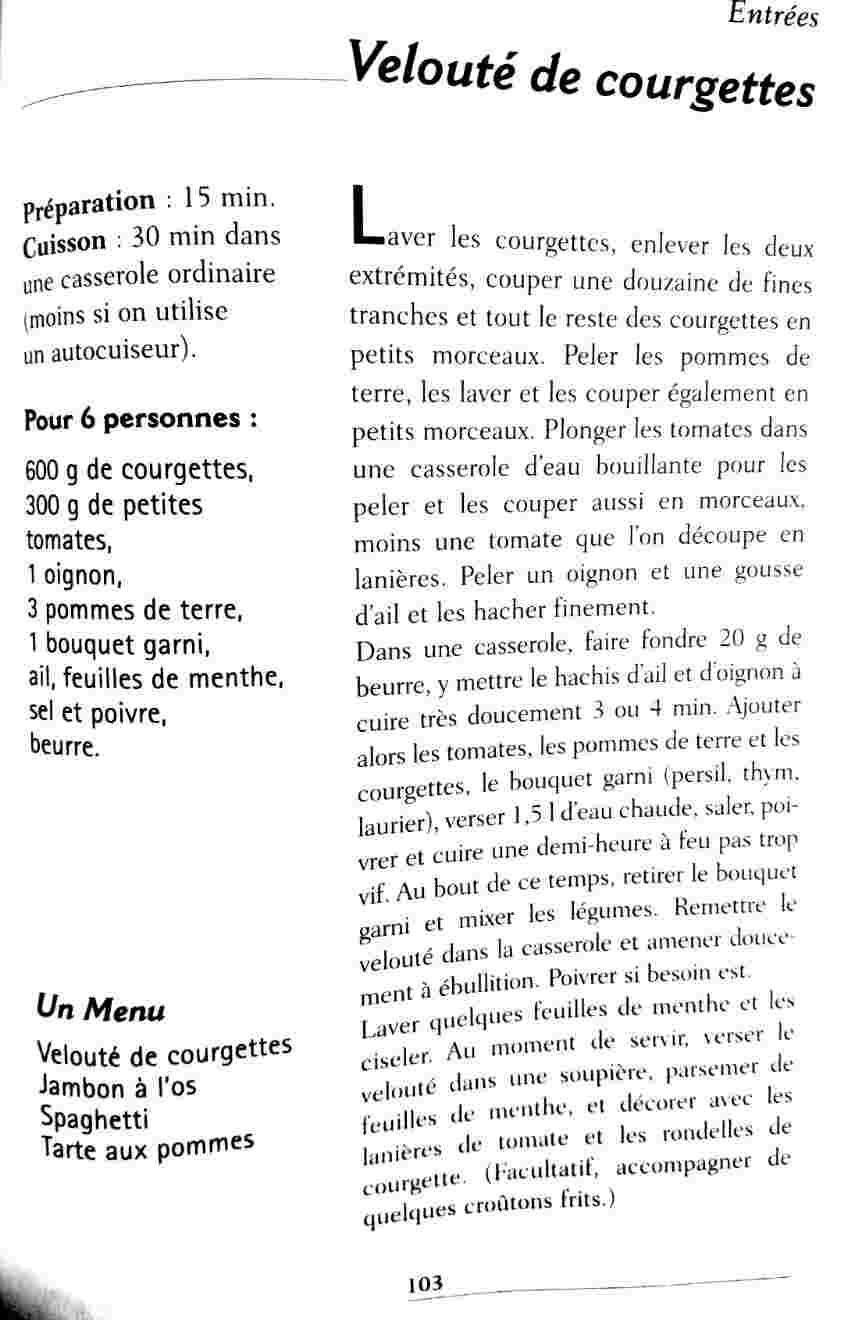 Entrées
Velouté de courgettes
Préparation : 15 min.
Cuisson : 30 min dans
une casserole ordinaire
(moins si on utilise
un autocuiseur).
Pour 6 personnes :
600 g de courgettes,
300 g de petites
tomates,
1 oignon,
3 pommes de terre,
1 bouquet garni,
ail, feuilles de menthe,
sel et poivre,
beurre.
Un Menu
Velouté de courgettes
Jambon à l'os
Spaghetti
Tarte aux pommes
Laver les courgettes, enlever les deux
extrémités, couper une douzaine de fines
tranches et tout le reste des courgettes en
petits morceaux. Peler les pommes de
terre, les laver et les couper également en
petits morceaux. Plonger les tomates dans
une casserole d'eau bouillante pour les
peler et les couper aussi en morceaux,
moins une tomate que l'on découpe en
lanières. Peler un oignon et une gousse
d'ail et les hacher finement.
Dans une casserole, faire fondre 20 g de
beurre, y mettre le hachis d'ail et d'oignon à
cuire très doucement 3 ou 4 min. Ajouter
alors les tomates, les pommes de terre et les
courgettes, le bouquet garni (persil, thym,
laurier), verser 1,5 l d'eau chaude, saler, poi-
vrer et cuire une demi-heure à feu pas trop
vif. Au bout de ce temps, retirer le bouquet
garni et mixer les légumes. Remettre le
velouté dans la casserole et amener douce-
ment à ébullition. Poivrer si besoin est.
Laver quelques feuilles de menthe et les
ciseler. Au moment de servir, verser le
velouté dans une soupière, parsemer de
feuilles de menthe, et décorer avec les
lanières de tomate et les rondelles de
courgette. (Facultatif, accompagner de
quelques croûtons frits.)
103